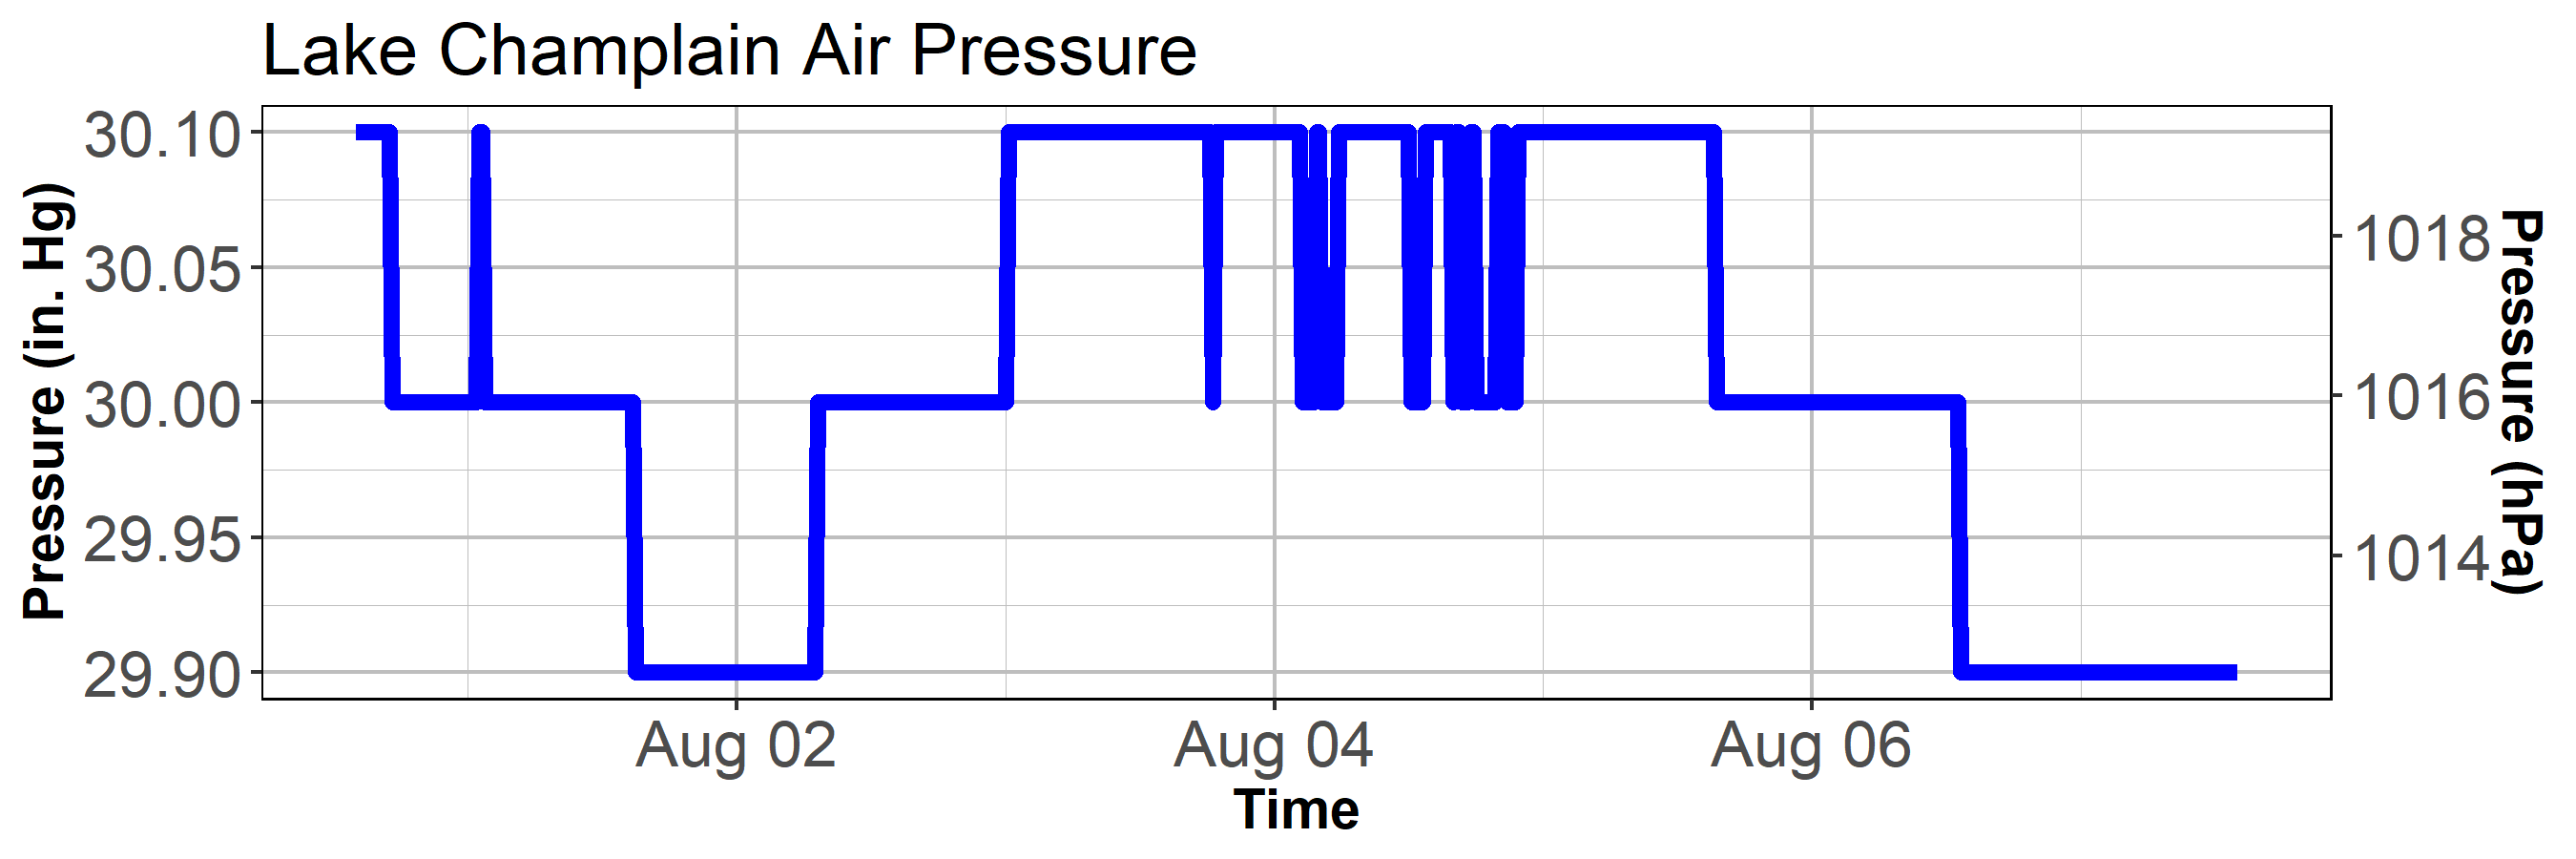 Lake Champlain Air Pressure
Pressure (in. Hg)
30.10
30.05
30.00
29.95
29.90
1018
1016
1014
Pressure (hPa)
Aug 02 Aug 04 Aug 06
Time